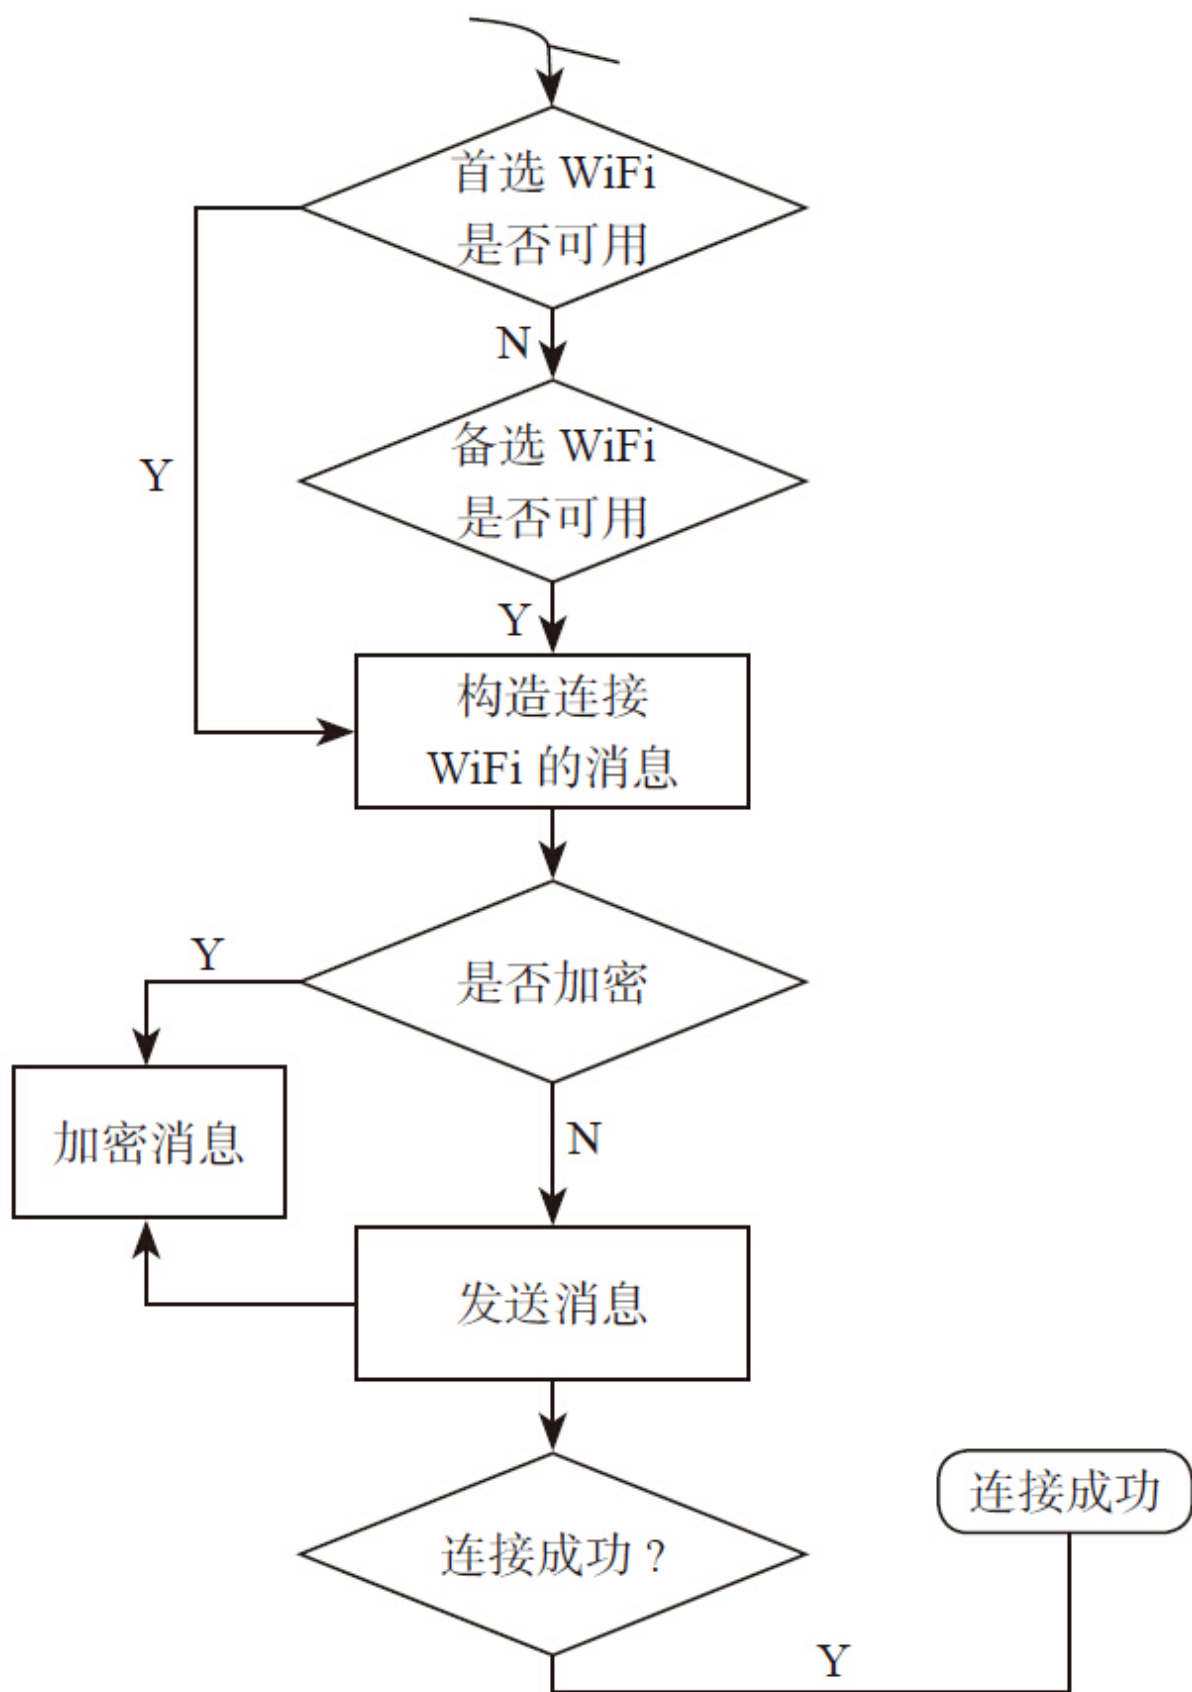 首选 WiFi
是否可用
N
备选 WiFi
是否可用
Y
Y
构造连接
WiFi 的消息
Y
是否加密
加密消息
N
发送消息
连接成功
连接成功？
Y